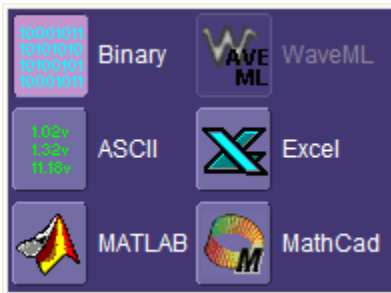 10001011
10101010
10100101
10001011
Binary
WAVE
ML
WaveML
1.02v
1.32v
11.18v
ASCII
X
Excel
MATLAB
M
MathCad